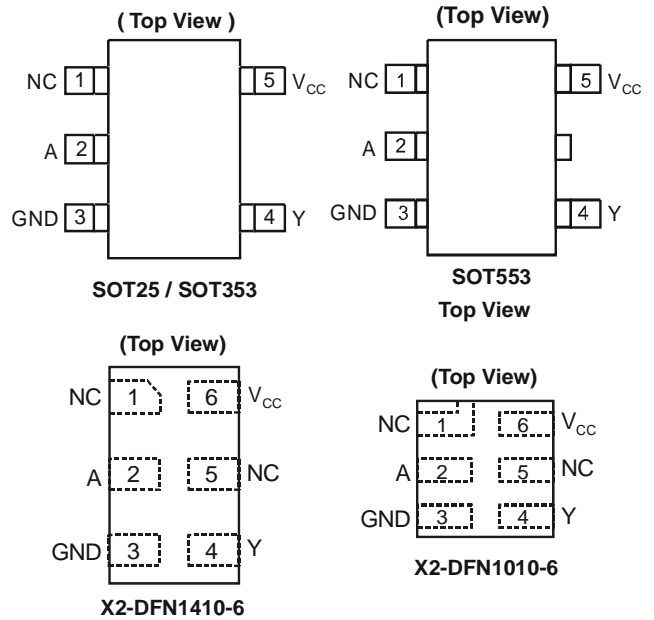 ( Top View )
NC 1 5 VCC
A 2
GND 3 4 Y
SOT25 / SOT353
(Top View)
NC 1 5 VCC
A 2
GND 3 4 Y
SOT553
Top View
(Top View)
NC 1 6 VCC
A 2 5 NC
GND 3 4 Y
X2-DFN1410-6
(Top View)
NC 1 6 VCC
A 2 5 NC
GND 3 4 Y
X2-DFN1010-6